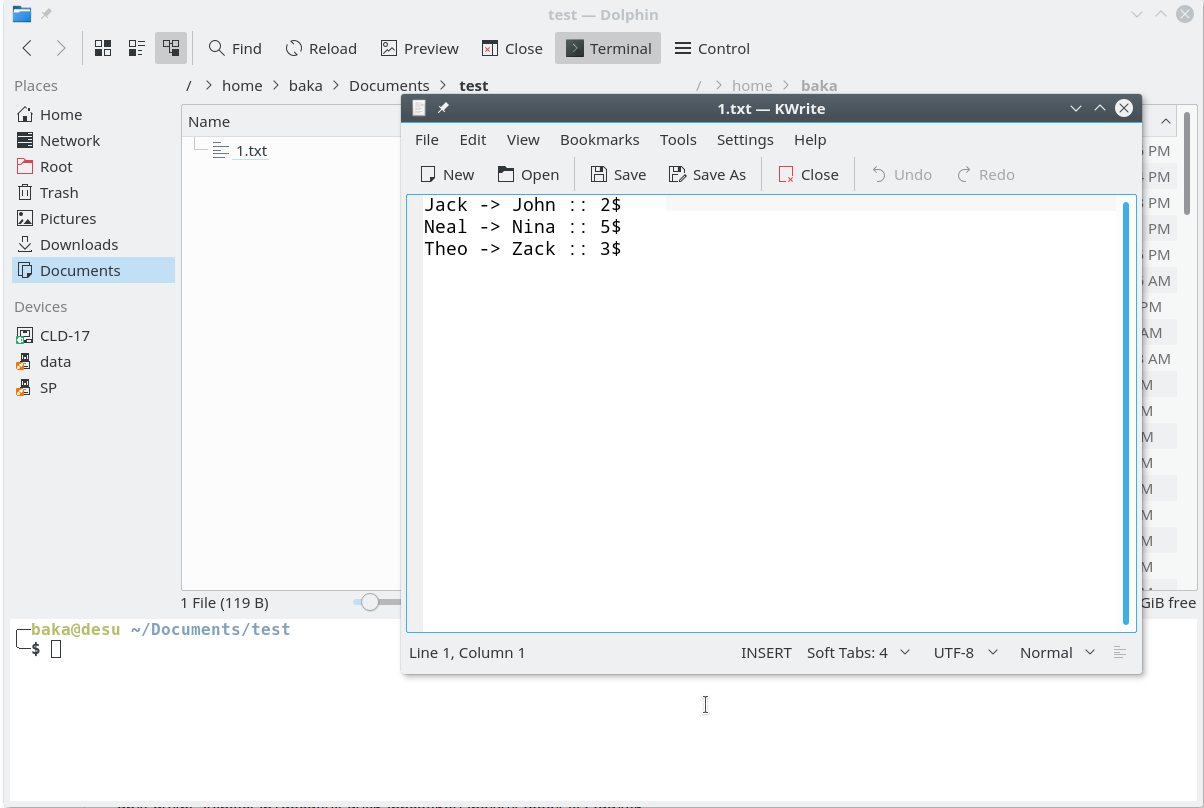 test — Dolphin
Find Reload Preview Close Terminal Control
Places
/ > home > baka > Documents > test
/ > home > baka
Home
Network
Root
Trash
Pictures
Downloads
Documents
Devices
CLD-17
data
SP
Name
1.txt
1.txt — KWrite
File Edit View Bookmarks Tools Settings Help
New Open Save Save As Close Undo Redo
Jack -> John :: 2$
Neal -> Nina :: 5$
Theo -> Zack :: 3$
Line 1, Column 1 INSERT Soft Tabs: 4 UTF-8 Normal
PM
PM
PM
PM
PM
AM
PM
AM
AM
1 File (119 B)
GiB free
baka@desu ~/Documents/test
$